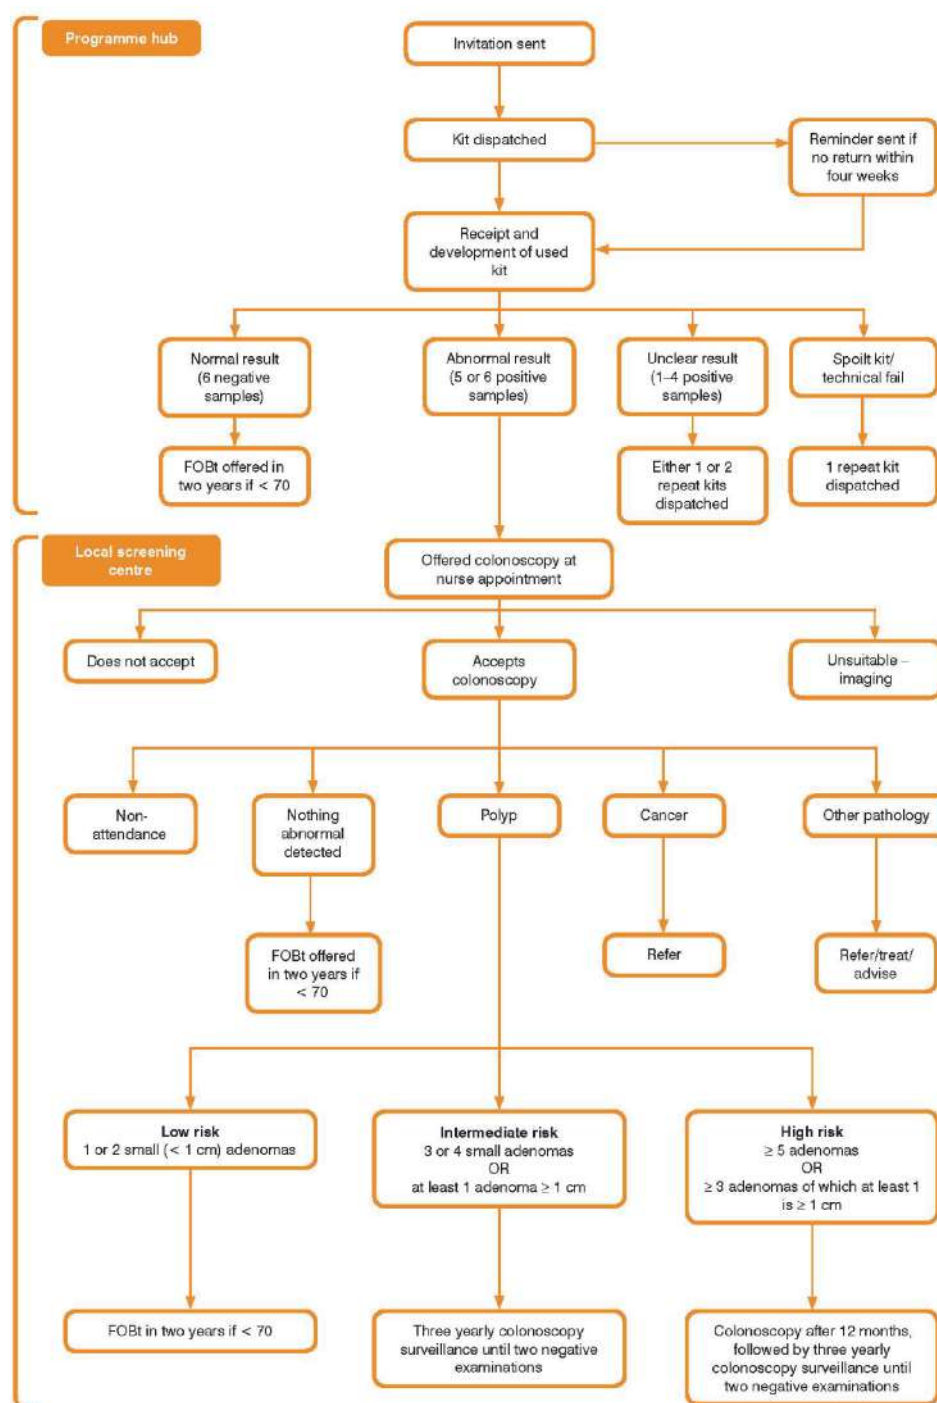 Programme hub
Invitation sent
Kit dispatched
Reminder sent if
no return within
four weeks
Receipt and
development of used
kit
Normal result
(6 negative
samples)
Abnormal result
(5 or 6 positive
samples)
Unclear result
(1–4 positive
samples)
Spoilt kit/
technical fail
FOBt offered in
two years if < 70
Either 1 or 2
repeat kits
dispatched
1 repeat kit
dispatched
Local screening
centre
Offered colonoscopy at
nurse appointment
Does not accept
Accepts
colonoscopy
Unsuitable –
imaging
Non-
attendance
Nothing
abnormal
detected
Polyp
Cancer
Other pathology
FOBt offered
in two years if
< 70
Refer
Refer/treat/
advise
Low risk
1 or 2 small (< 1 cm) adenomas
Intermediate risk
3 or 4 small adenomas
OR
at least 1 adenoma ≥ 1 cm
High risk
≥ 5 adenomas
OR
≥ 3 adenomas of which at least 1
is ≥ 1 cm
FOBt in two years if < 70
Three yearly colonoscopy
surveillance until two negative
examinations
Colonoscopy after 12 months,
followed by three yearly
colonoscopy surveillance until
two negative examinations